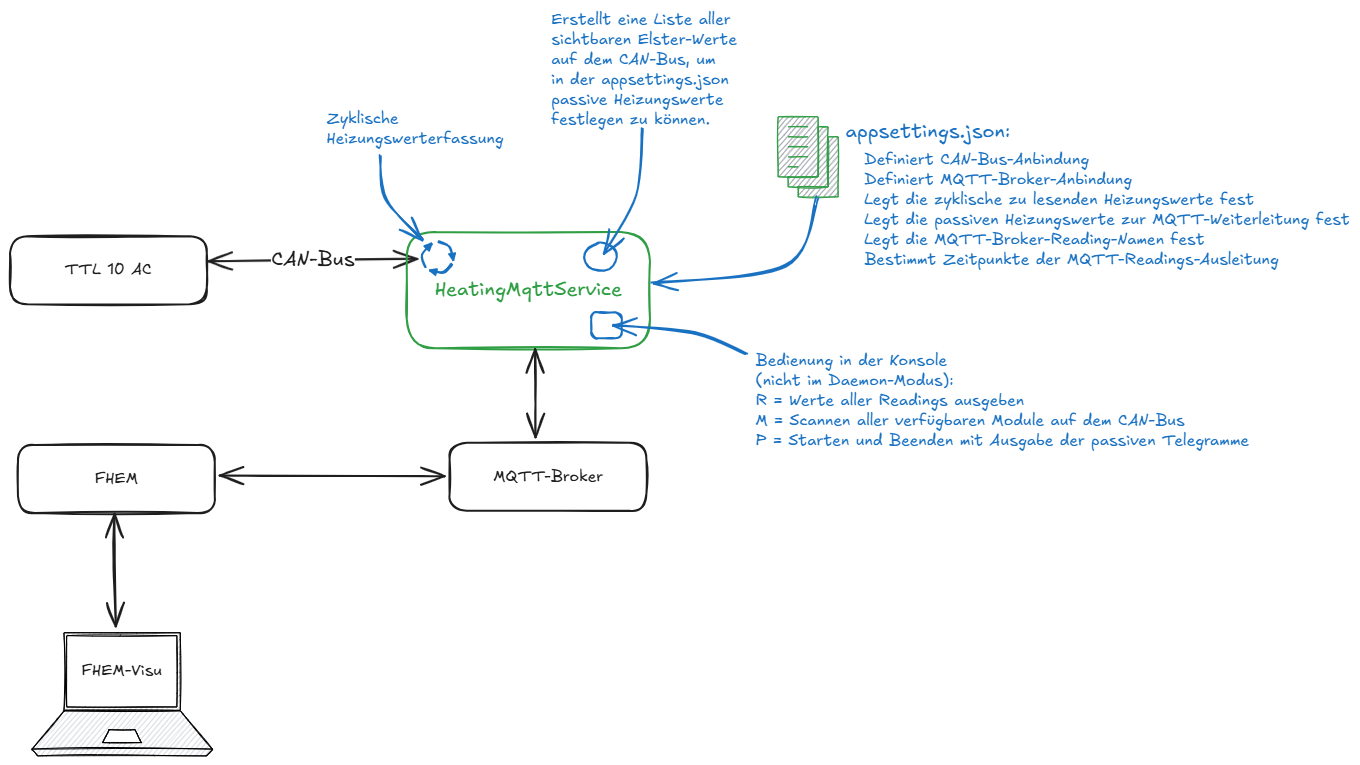 Erstellt eine Liste aller
sichtbaren Elster-Werte
auf dem CAN-Bus, um
in der appsettings.json
passive Heizungswerte
festlegen zu können.
Zyklische
Heizungswerterfassung
appsettings.json:
Definiert CAN-Bus-Anbindung
Definiert MQTT-Broker-Anbindung
Legt die zyklische zu lesenden Heizungswerte fest
Legt die passiven Heizungswerte zur MQTT-Weiterleitung fest
Legt die MQTT-Broker-Reading-Namen fest
Bestimmt Zeitpunkte der MQTT-Readings-Ausleitung
TTL 10 AC
CAN-Bus
HeatingMqttService
Bedienung in der Konsole
(nicht im Daemon-Modus):
R = Werte aller Readings ausgeben
M = Scannen aller verfügbaren Module auf dem CAN-Bus
P = Starten und Beenden mit Ausgabe der passiven Telegramme
FHEM
MQTT-Broker
FHEM-Visu